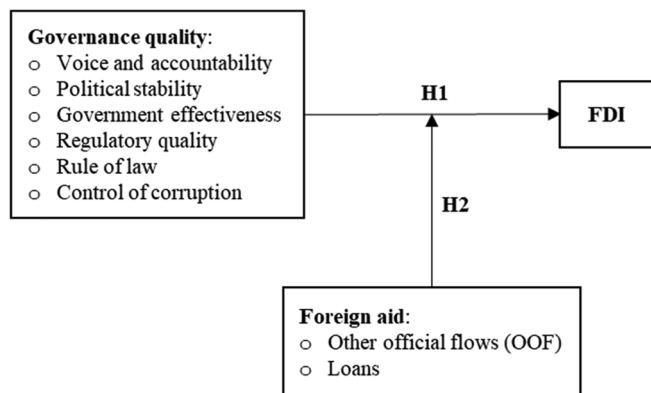 Governance quality:
o Voice and accountability
o Political stability
o Government effectiveness
o Regulatory quality
o Rule of law
o Control of corruption
H1
FDI
H2
Foreign aid:
o Other official flows (OOF)
o Loans